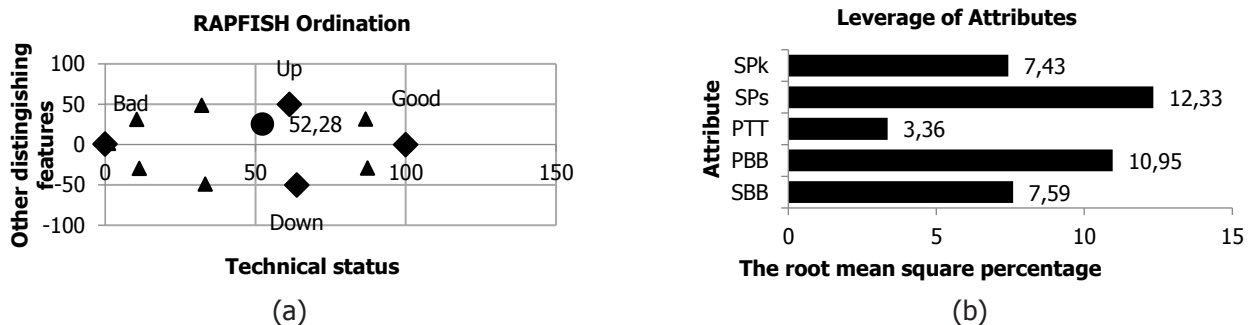 RAPFISH Ordination
Other distingishing
features
100
50
0
-50
-100
Up
Bad
Good
52,28
0
50
100
150
Down
Technical status
(a)
Leverage of Attributes
Attribute
SPk
7,43
SPs
12,33
PTT
3,36
PBB
10,95
SBB
7,59
0
5
10
15
The root mean square percentage
(b)